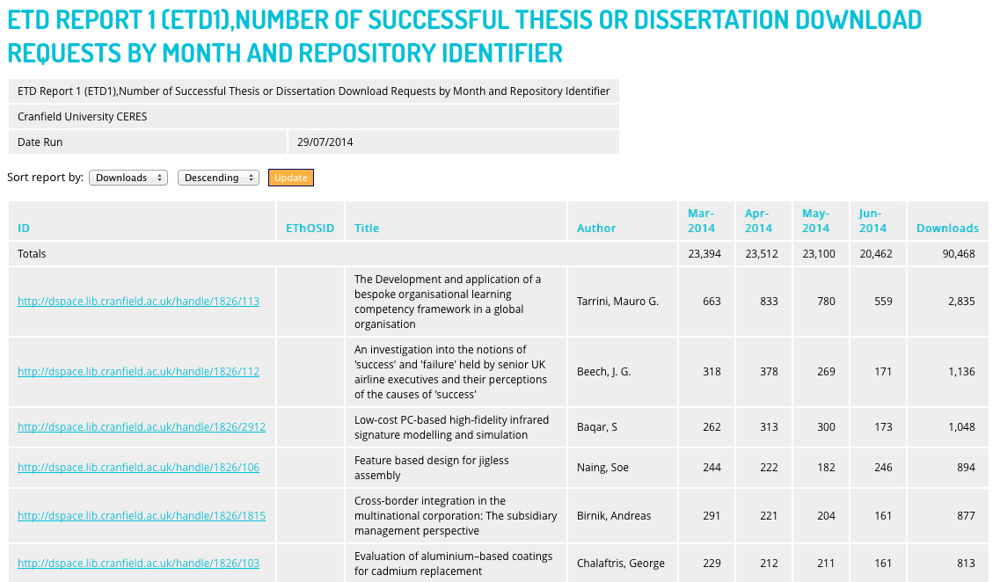 ETD REPORT 1 (ETD1),NUMBER OF SUCCESSFUL THESIS OR DISSERTATION DOWNLOAD
REQUESTS BY MONTH AND REPOSITORY IDENTIFIER
ETD Report 1 (ETD1),Number of Successful Thesis or Dissertation Download Requests by Month and Repository Identifier
Cranfield University CERES
Date Run 29/07/2014
Sort report by: Downloads Descending Update
Mar- Apr- May- Jun-
ID EThOSID Title Author 2014 2014 2014 2014 Downloads
Totals 23,394 23,512 23,100 20,462 90,468
The Development and application of a
bespoke organisational learning
http://dspace.lib.cranfield.ac.uk/handle/1826/113 Tarrini, Mauro G. 663 833 780 559 2,835
competency framework in a global
organisation
An investigation into the notions of
'success' and 'failure' held by senior UK
http://dspace.lib.cranfield.ac.uk/handle/1826/112 Beech, J. G. 318 378 269 171 1,136
airline executives and their perceptions
of the causes of 'success'
Low-cost PC-based high-fidelity infrared
http://dspace.lib.cranfield.ac.uk/handle/1826/2912 Baqar, S 262 313 300 173 1,048
signature modelling and simulation
Feature based design for jigless
http://dspace.lib.cranfield.ac.uk/handle/1826/106 Naing, Soe 244 222 182 246 894
assembly
Cross-border integration in the
http://dspace.lib.cranfield.ac.uk/handle/1826/1815 multinational corporation: The subsidiary Birnik, Andreas 291 221 204 161 877
management perspective
Evaluation of aluminium–based coatings
http://dspace.lib.cranfield.ac.uk/handle/1826/103 Chalaftris, George 229 212 211 161 813
for cadmium replacement